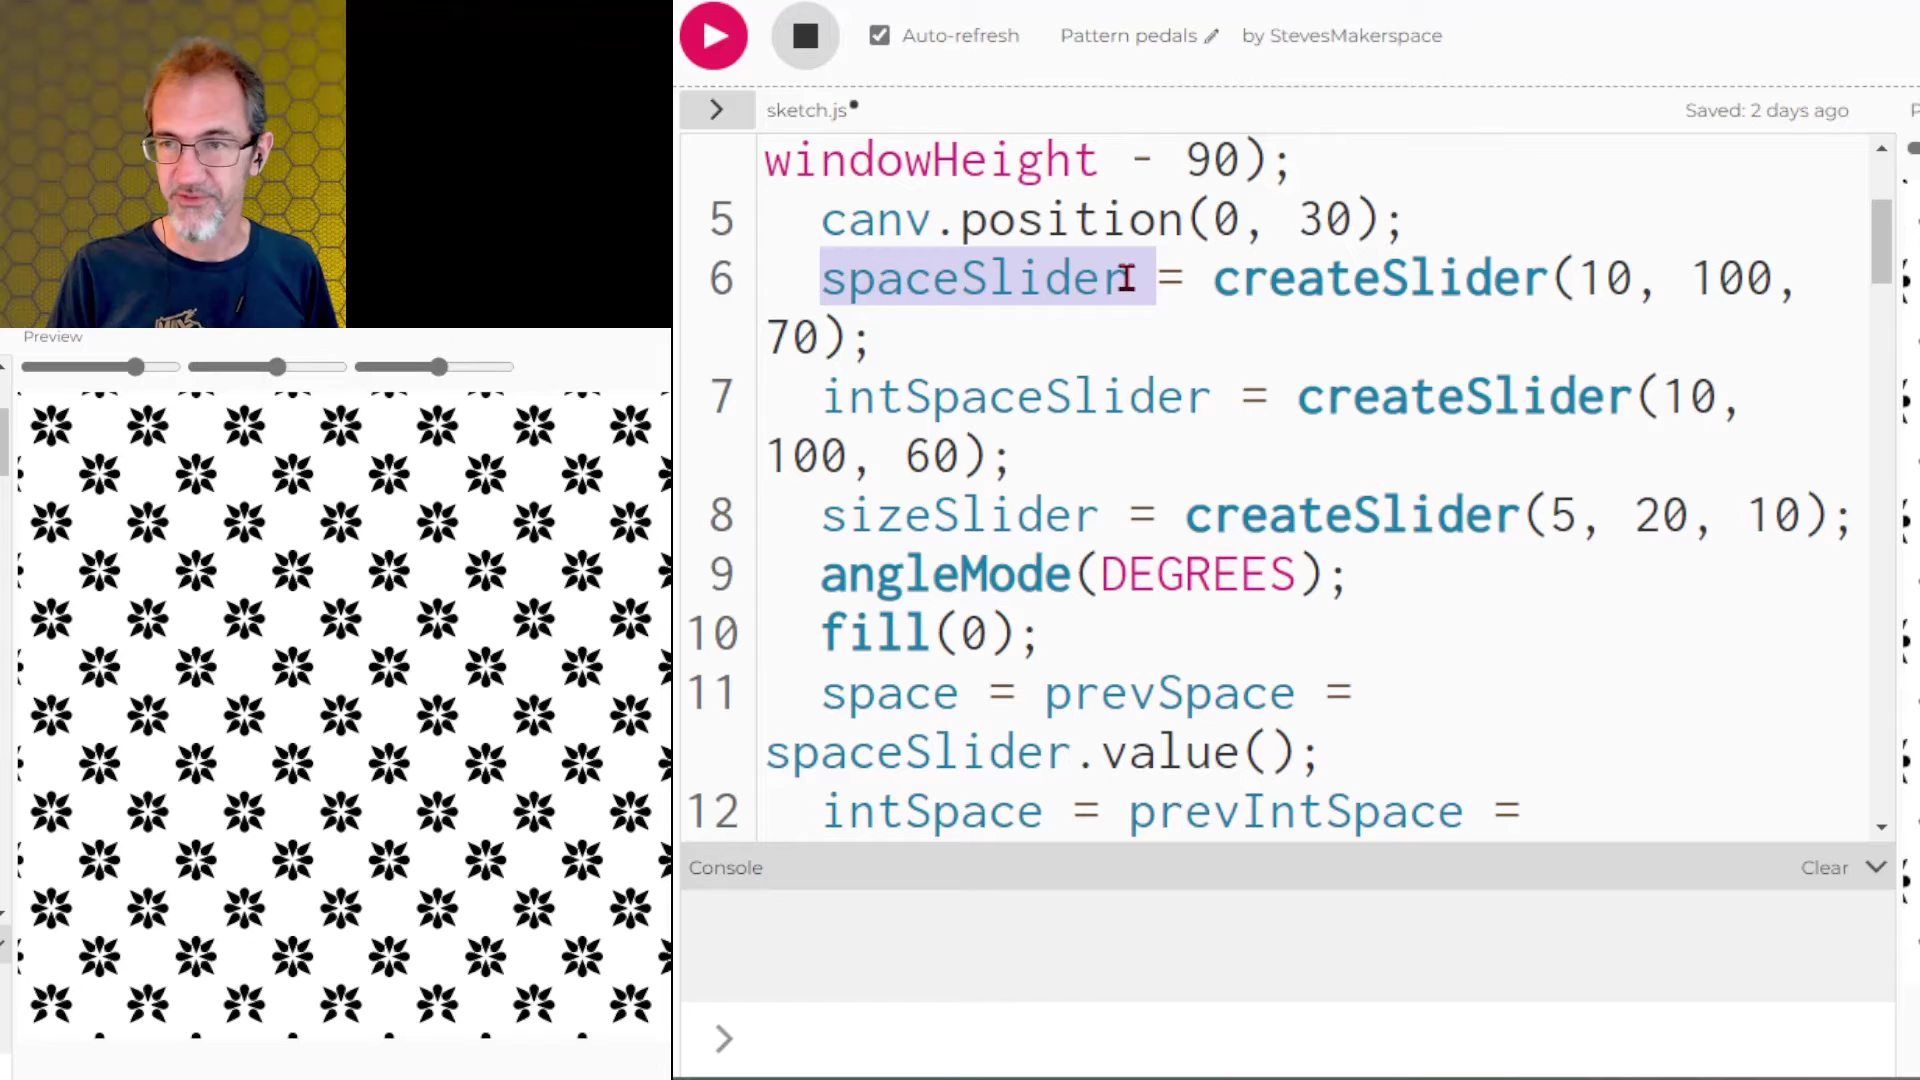 Auto-refresh
Pattern pedals
by StevesMakerspace
sketch.js
Saved: 2 days ago
Preview
windowHeight - 90);
5 canv.position(0, 30);
6 spaceSlider = createSlider(10, 100,
70);
7 intSpaceSlider = createSlider(10,
100, 60);
8 sizeSlider = createSlider(5, 20, 10);
9 angleMode(DEGREES);
10 fill(0);
11 space = prevSpace =
spaceSlider.value();
12 intSpace = prevIntSpace =
Console
Clear
>